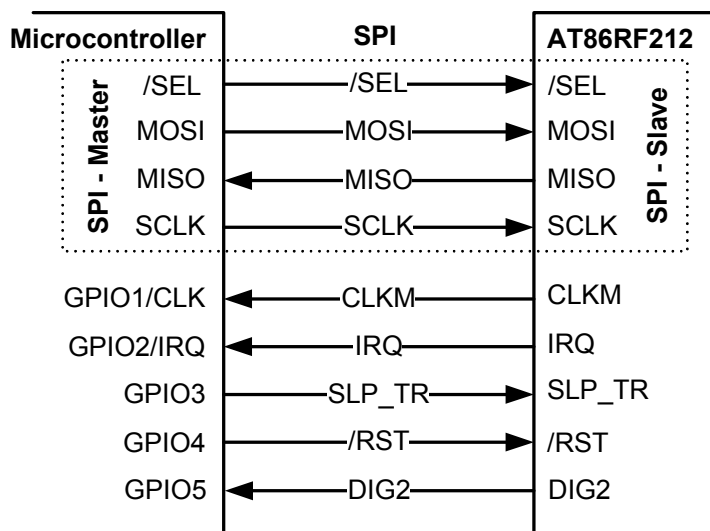 Microcontroller SPI AT86RF212
SPI - Master
SPI - Slave
/SEL /SEL /SEL
MOSI MOSI MOSI
MISO MISO MISO
SCLK SCLK SCLK
GPIO1/CLK CLKM CLKM
GPIO2/IRQ IRQ IRQ
GPIO3 SLP_TR SLP_TR
GPIO4 /RST /RST
GPIO5 DIG2 DIG2